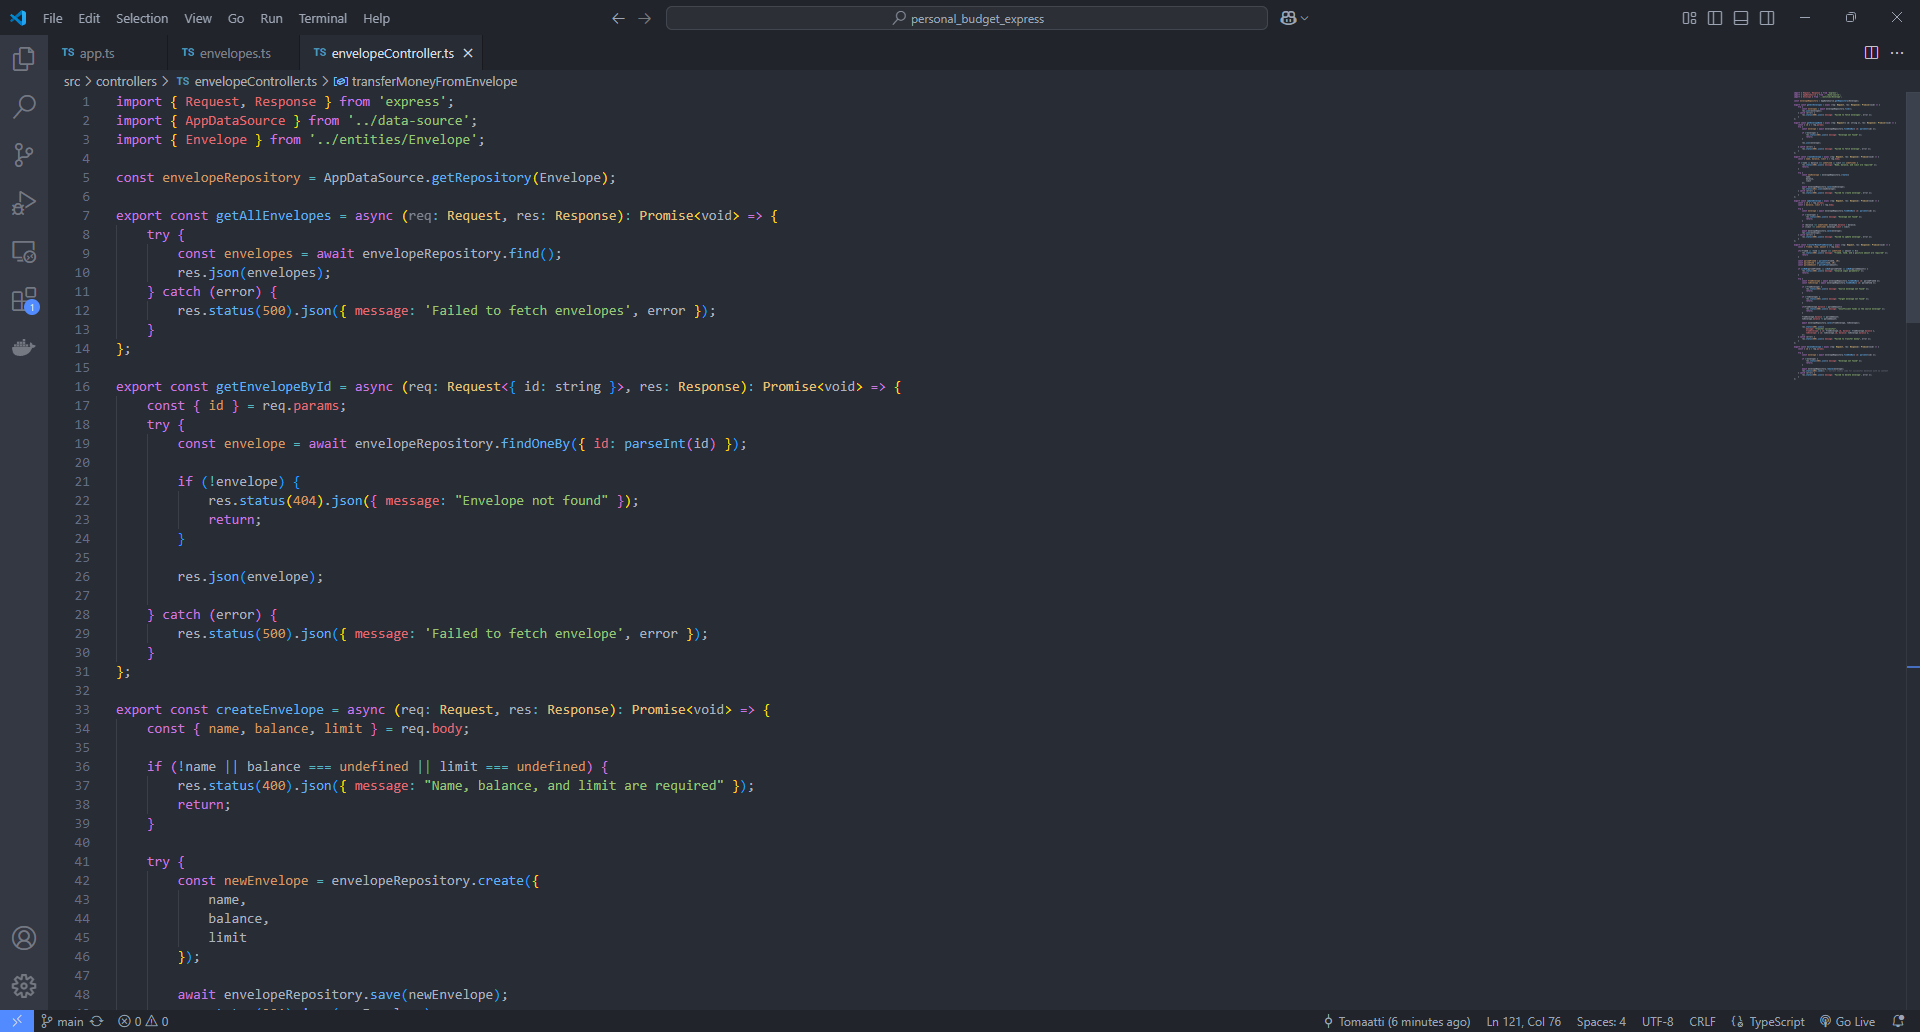 File Edit Selection View Go Run Terminal Help
personal_budget_express
TS app.ts
TS envelopes.ts
TS envelopeController.ts
src > controllers > TS envelopeController.ts > transferMoneyFromEnvelope
1 import { Request, Response } from 'express';
2 import { AppDataSource } from '../data-source';
3 import { Envelope } from '../entities/Envelope';
4
5 const envelopeRepository = AppDataSource.getRepository(Envelope);
6
7 export const getAllEnvelopes = async (req: Request, res: Response): Promise<void> => {
8 try {
9 const envelopes = await envelopeRepository.find();
10 res.json(envelopes);
11 } catch (error) {
12 res.status(500).json({ message: 'Failed to fetch envelopes', error });
13 }
14 };
15
16 export const getEnvelopeById = async (req: Request<{ id: string }>, res: Response): Promise<void> => {
17 const { id } = req.params;
18 try {
19 const envelope = await envelopeRepository.findOneBy({ id: parseInt(id) });
20
21 if (!envelope) {
22 res.status(404).json({ message: "Envelope not found" });
23 return;
24 }
25
26 res.json(envelope);
27
28 } catch (error) {
29 res.status(500).json({ message: 'Failed to fetch envelope', error });
30 }
31 };
32
33 export const createEnvelope = async (req: Request, res: Response): Promise<void> => {
34 const { name, balance, limit } = req.body;
35
36 if (!name || balance === undefined || limit === undefined) {
37 res.status(400).json({ message: "Name, balance, and limit are required" });
38 return;
39 }
40
41 try {
42 const newEnvelope = envelopeRepository.create({
43 name,
44 balance,
45 limit
46 });
47
48 await envelopeRepository.save(newEnvelope);
1
main
0 0
Tomaatti (6 minutes ago)
Ln 121, Col 76
Spaces: 4
UTF-8
CRLF
{} TypeScript
Go Live